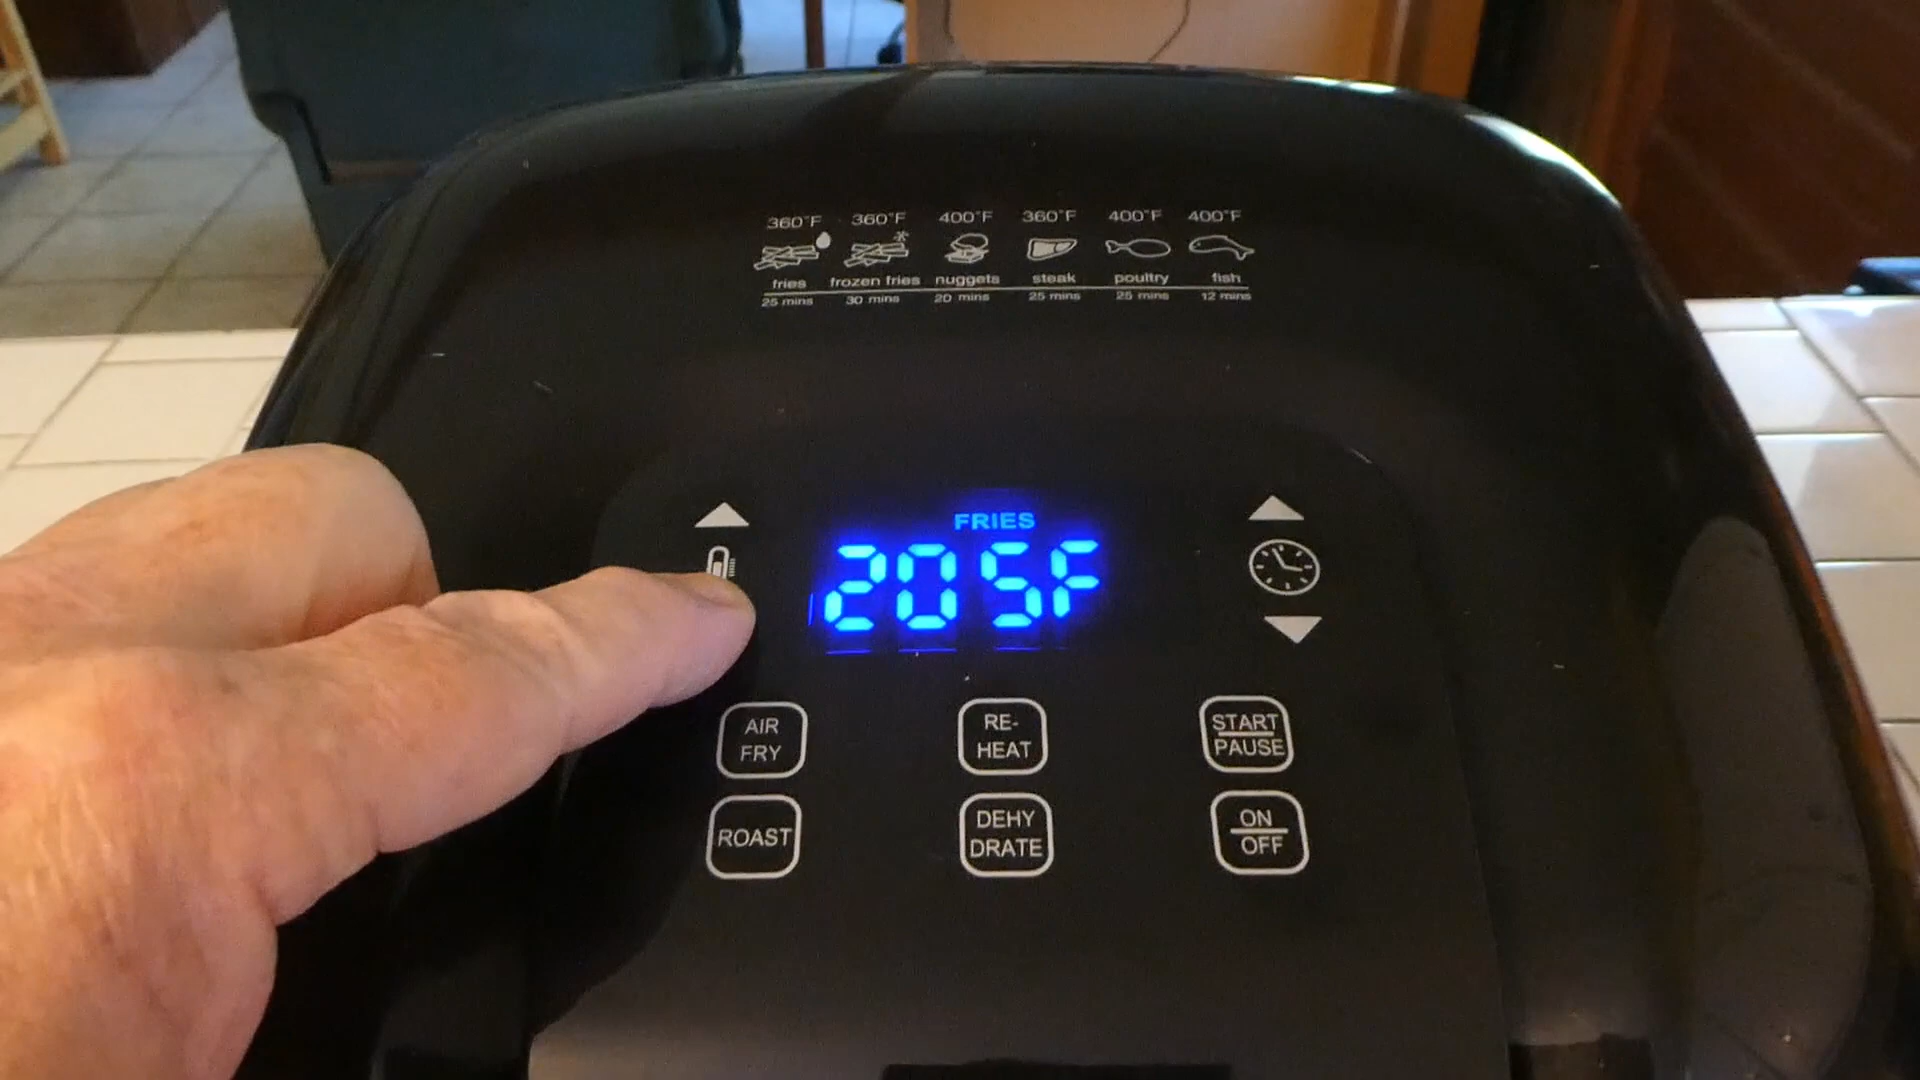 360°F 360°F 400°F 360°F 400°F 400°F
fries frozen fries nuggets steak poultry fish
25 mins 30 mins 20 mins 25 mins 25 mins 12 mins
FRIES
205F
AIR FRY
RE-HEAT
START PAUSE
ROAST
DEHY DRATE
ON OFF